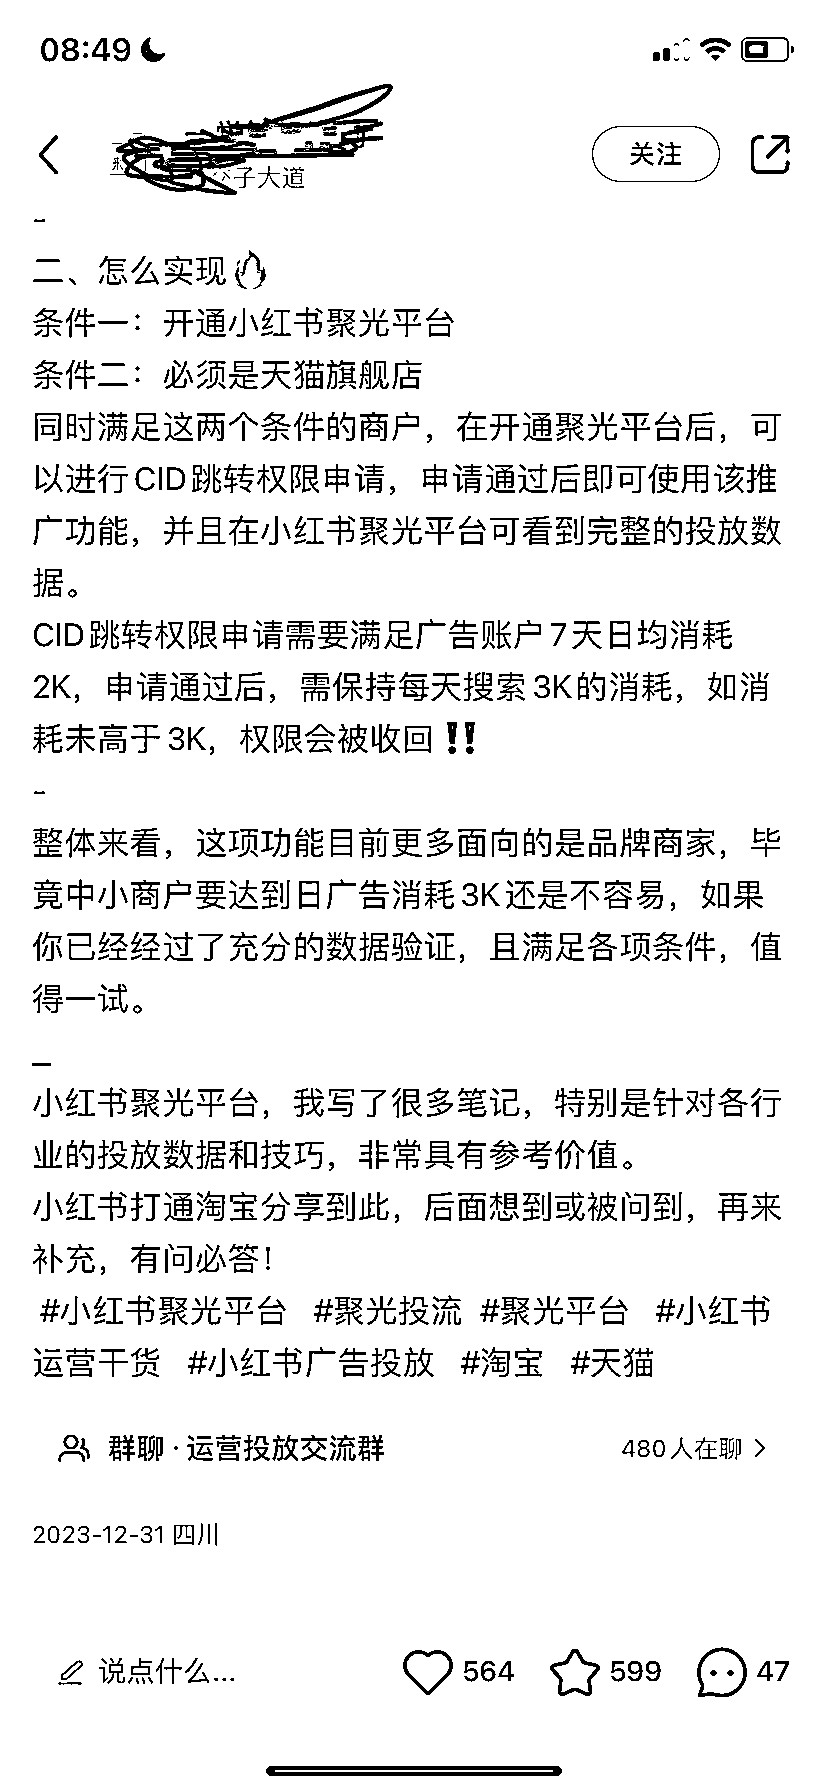 08:49
子大道
关注
-
二、怎么实现
条件一：开通小红书聚光平台
条件二：必须是天猫旗舰店
同时满足这两个条件的商户，在开通聚光平台后，可
以进行CID跳转权限申请，申请通过后即可使用该推
广功能，并且在小红书聚光平台可看到完整的投放数
据。
CID跳转权限申请需要满足广告账户7天日均消耗
2K，申请通过后，需保持每天搜索3K的消耗，如消
耗未高于3K，权限会被收回‼️
-
整体来看，这项功能目前更多面向的是品牌商家，毕
竟中小商户要达到日广告消耗3K还是不容易，如果
你已经经过了充分的数据验证，且满足各项条件，值
得一试。
_
小红书聚光平台，我写了很多笔记，特别是针对各行
业的投放数据和技巧，非常具有参考价值。
小红书打通淘宝分享到此，后面想到或被问到，再来
补充，有问必答！
#小红书聚光平台 #聚光投流 #聚光平台 #小红书
运营干货 #小红书广告投放 #淘宝 #天猫
群聊·运营投放交流群 480人在聊
2023-12-31 四川
说点什么... 564 599 47